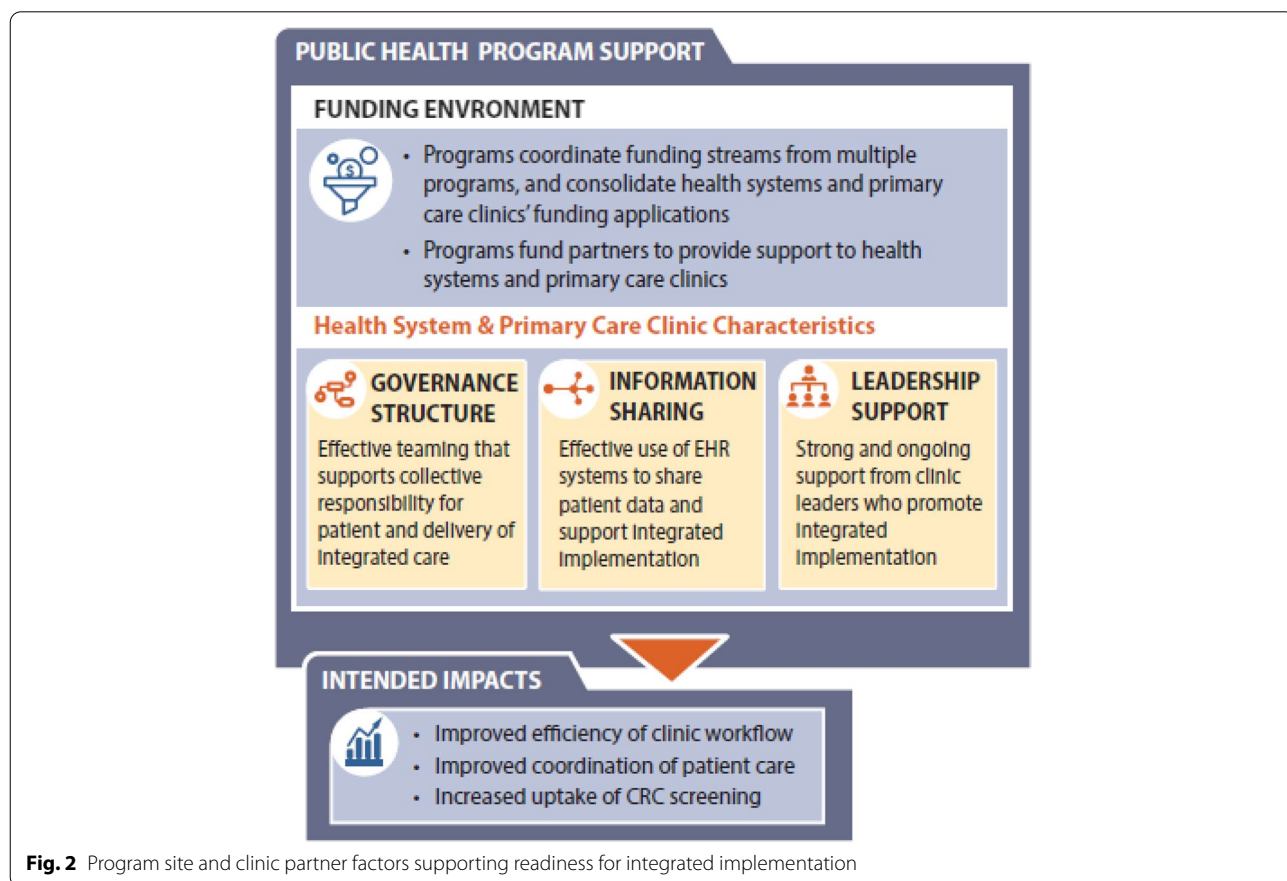 PUBLIC HEALTH PROGRAM SUPPORT
FUNDING ENVRONMENT
• Programs coordinate funding streams from multiple
programs, and consolidate health systems and primary
care clinics' funding applications
• Programs fund partners to provide support to health
systems and primary care clinics
Health System & Primary Care Clinic Characteristics
GOVERNANCE
STRUCTURE
Effective teaming that
supports collective
responsibility for
patient and delivery of
integrated care
INFORMATION
SHARING
Effective use of EHR
systems to share
patient data and
support integrated
implementation
LEADERSHIP
SUPPORT
Strong and ongoing
support from clinic
leaders who promote
integrated
implementation
INTENDED IMPACTS
• Improved efficiency of clinic workflow
• Improved coordination of patient care
• Increased uptake of CRC screening
Fig. 2 Program site and clinic partner factors supporting readiness for integrated implementation